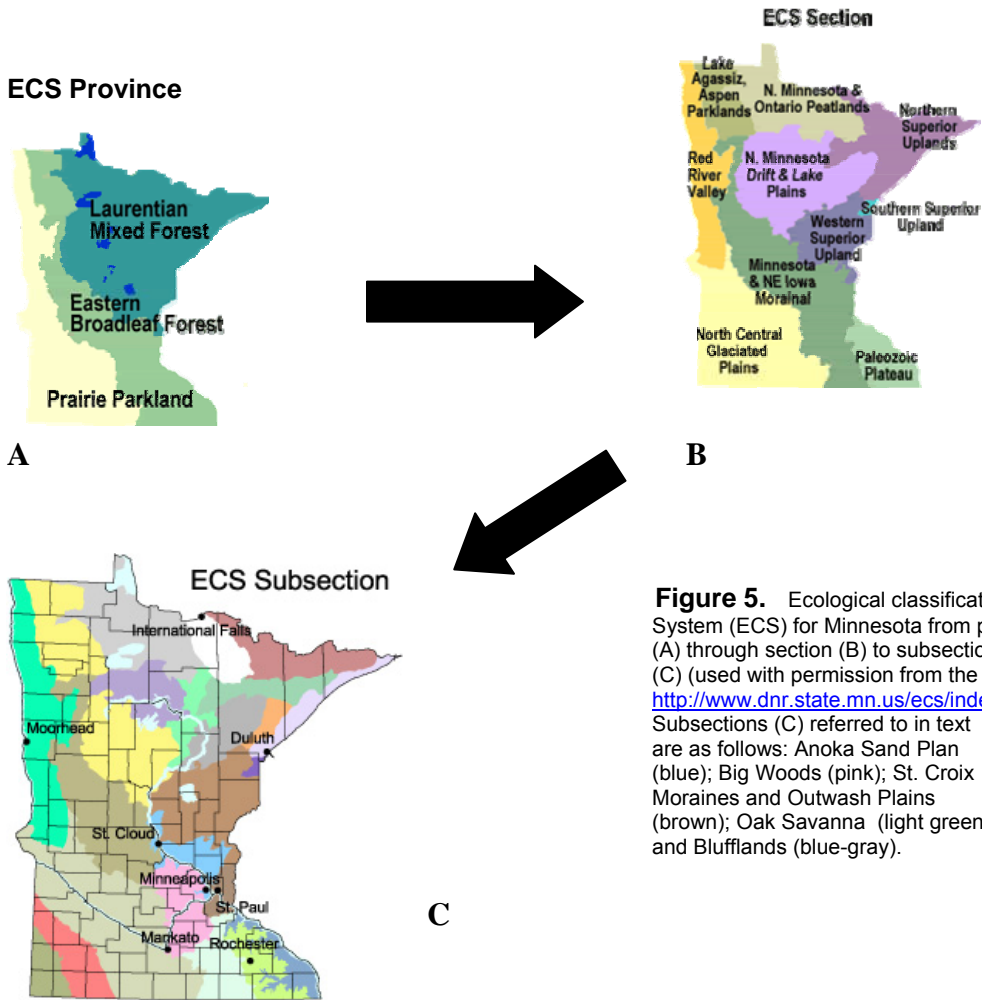 ECS Province
Laurentian
Mixed Forest
Eastern
Broadleaf Forest
Prairie Parkland
A
ECS Section
Lake
Agassiz,
Aspen
Parklands
N. Minnesota &
Ontario Peatlands
Northern
Superior
Uplands
Red
River
Valley
N. Minnesota
Drift & Lake
Plains
Southern Superior
Upland
Western
Superior
Upland
Minnesota
& NE Iowa
Morainal
North Central
Glaciated
Plains
Paleozoic
Plateau
B
ECS Subsection
International Falls
Moorhead
Duluth
St. Cloud
Minneapolis
St. Paul
Mankato
Rochester
C
Figure 5. Ecological classificat
System (ECS) for Minnesota from p
(A) through section (B) to subsectio
(C) (used with permission from the
http://www.dnr.state.mn.us/ecs/inde
Subsections (C) referred to in text
are as follows: Anoka Sand Plan
(blue); Big Woods (pink); St. Croix
Moraines and Outwash Plains
(brown); Oak Savanna (light green
and Blufflands (blue-gray).